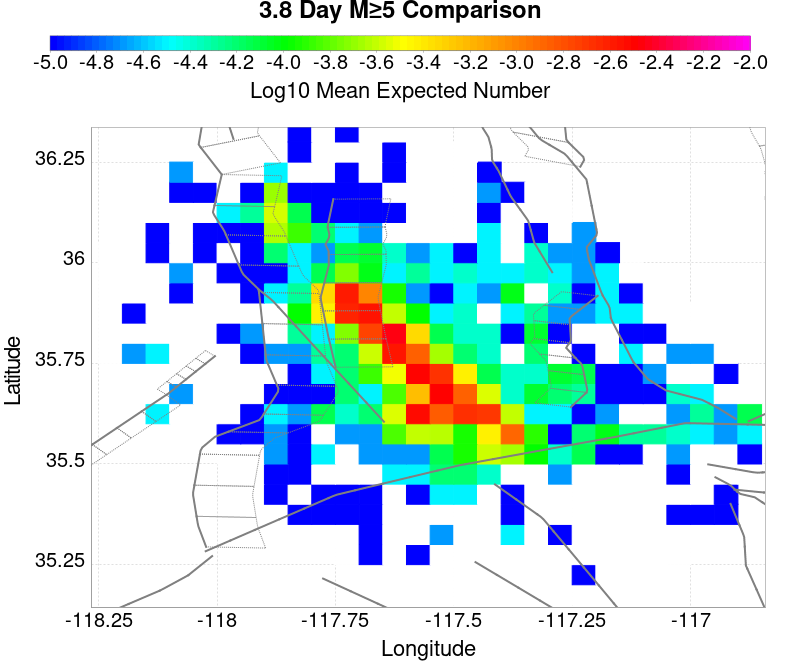 3.8 Day M≥5 Comparison
-5.0 -4.8 -4.6 -4.4 -4.2 -4.0 -3.8 -3.6 -3.4 -3.2 -3.0 -2.8 -2.6 -2.4 -2.2 -2.0
Log10 Mean Expected Number
36.25
36
35.75
35.5
35.25
Latitude
-118.25 -118 -117.75 -117.5 -117.25 -117
Longitude